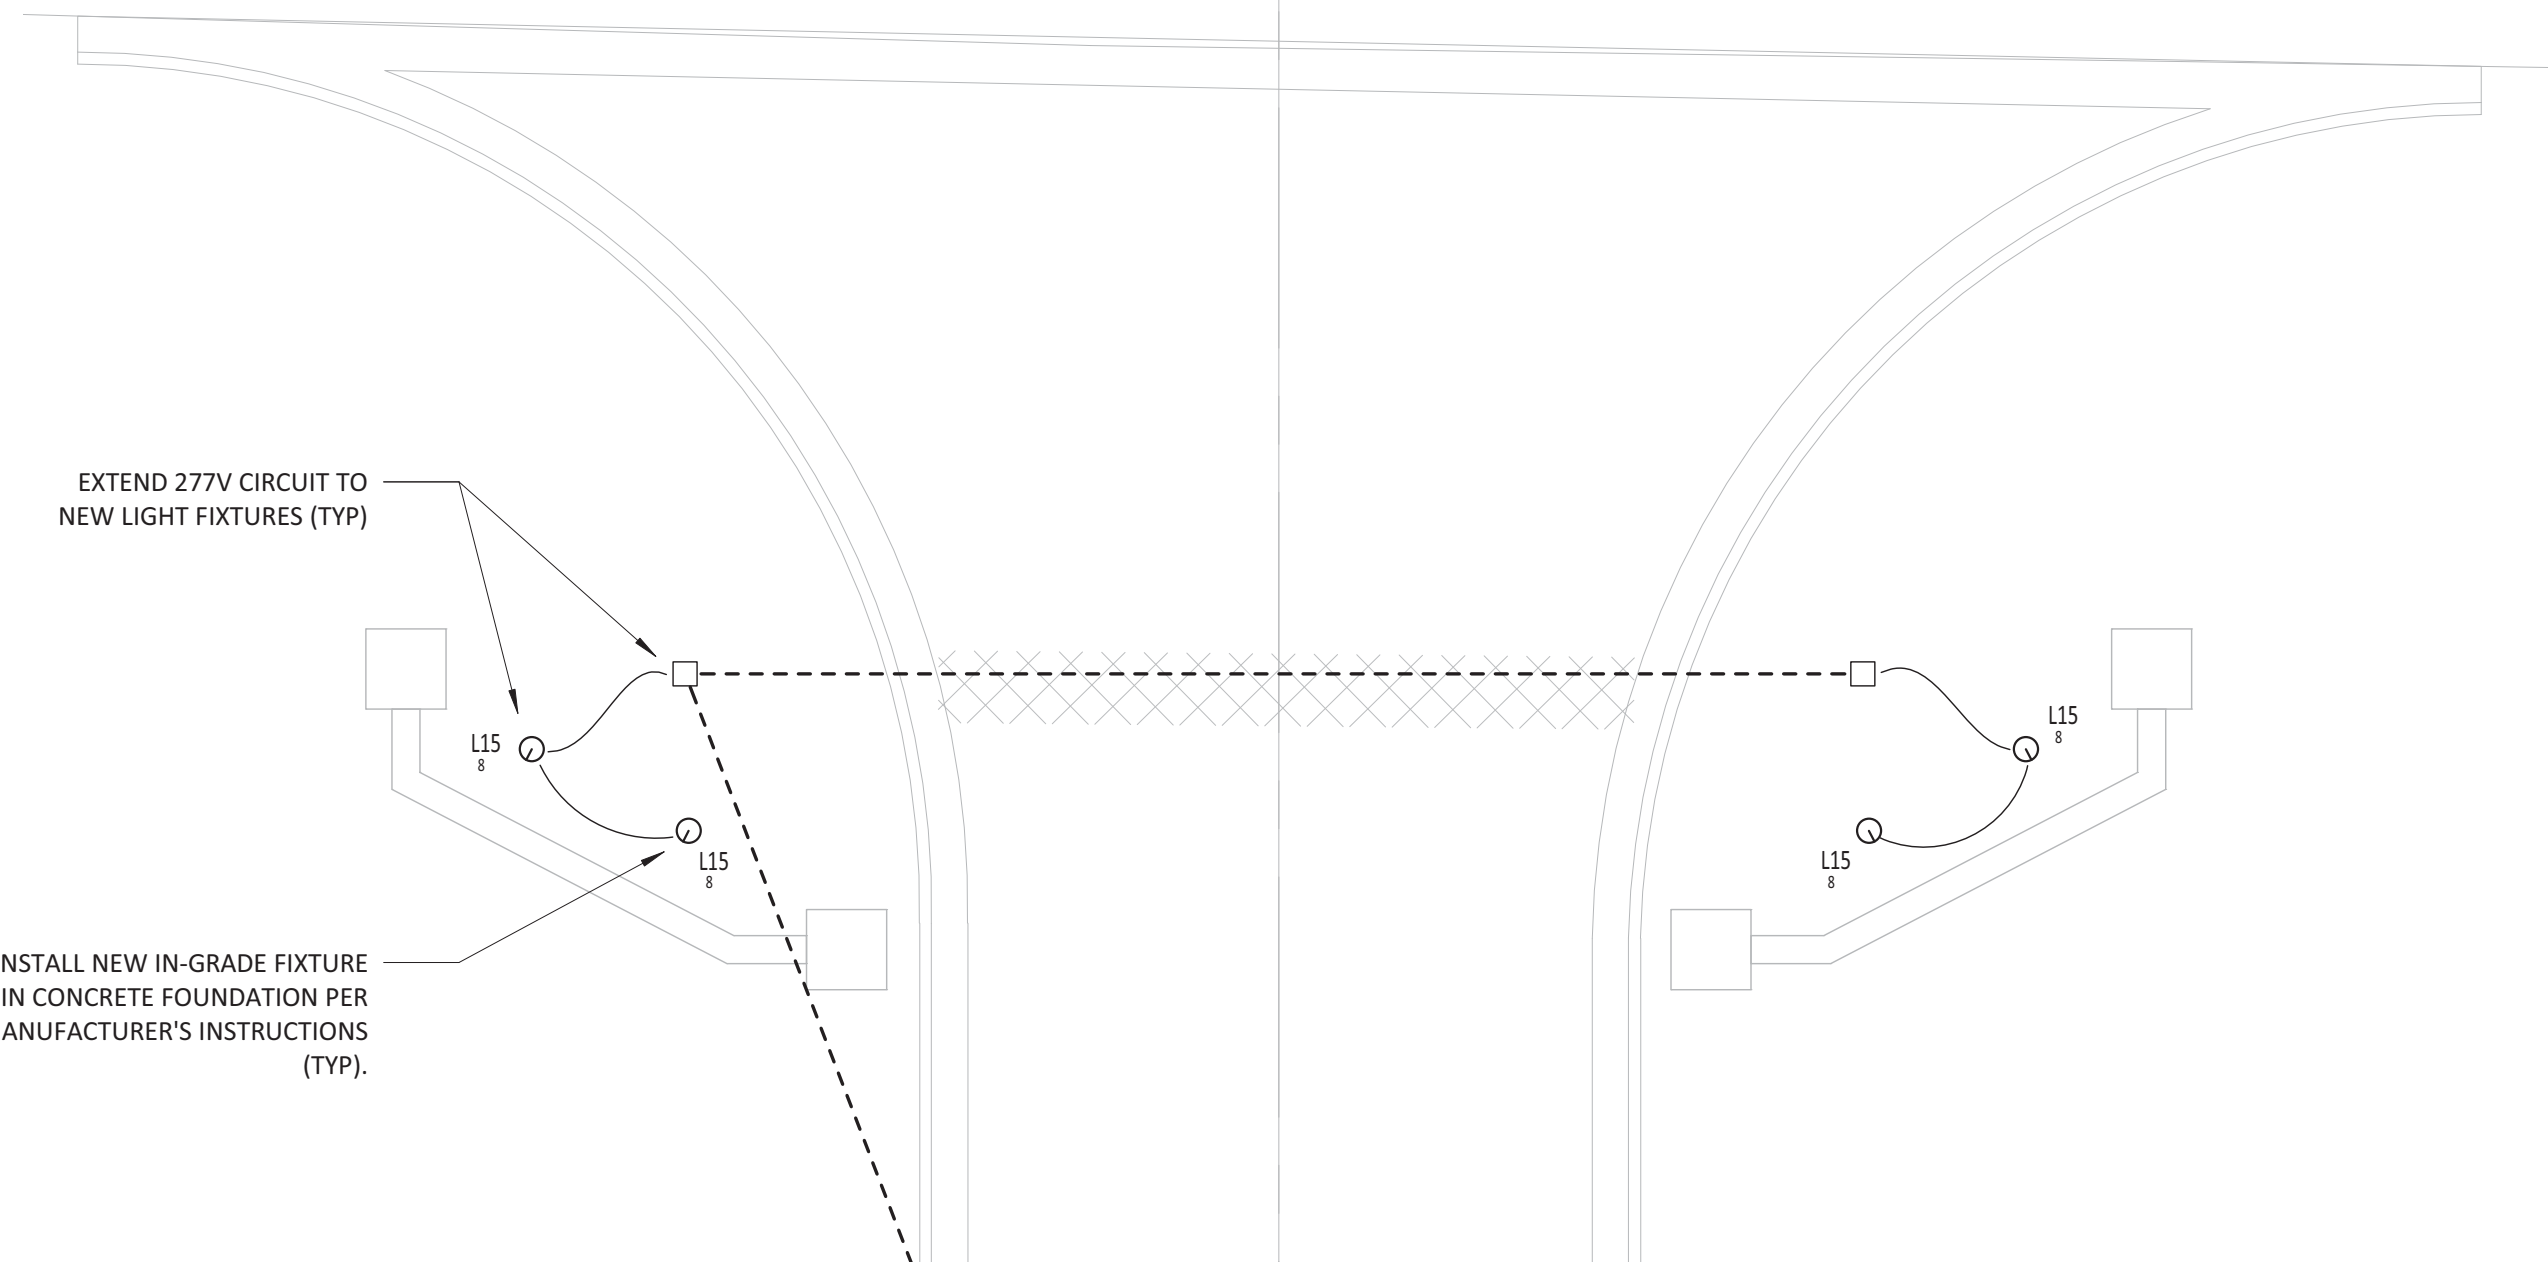 EXTEND 277V CIRCUIT TO
NEW LIGHT FIXTURES (TYP)
L15
8
L15
8
L15
8
L15
8
NSTALL NEW IN-GRADE FIXTURE
IN CONCRETE FOUNDATION PER
ANUFACTURER'S INSTRUCTIONS
(TYP).